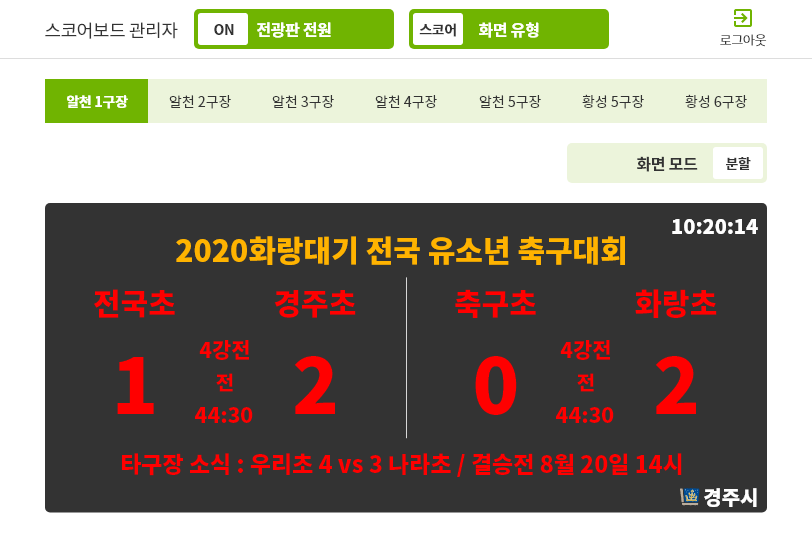 스코어보드 관리자 ON 전광판 전원 스코어 화면 유형 로그아웃
알천 1구장 알천 2구장 알천 3구장 알천 4구장 알천 5구장 황성 5구장 황성 6구장
화면 모드 분할
10:20:14
2020화랑대기 전국 유소년 축구대회
전국초 경주초 축구초 화랑초
4강전 4강전
1 전 2 0 전 2
44:30 44:30
타구장 소식 : 우리초 4 vs 3 나라초 / 결승전 8월 20일 14시
경주시